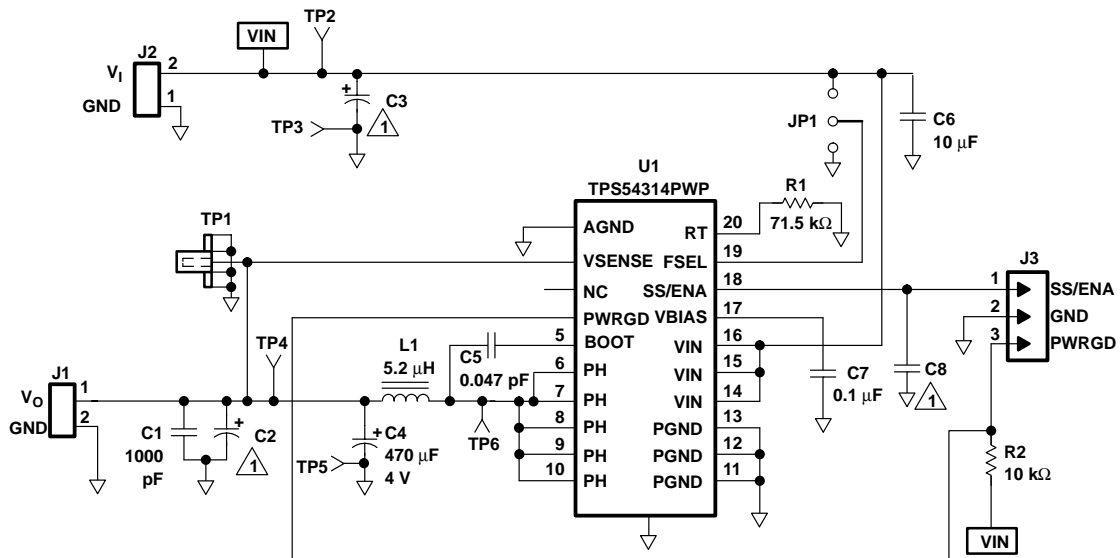 TP2
VIN
J2
2
V_I
1
GND
+
C3
TP3
1
JP1
C6
10 µF
U1
TPS54314PWP
R1
71.5 kΩ
TP1
AGND
RT
20
VSENSE
FSEL
19
NC
SS/ENA
18
PWRGD
VBIAS
17
5
BOOT
VIN
16
6
PH
VIN
15
7
PH
VIN
14
8
PH
PGND
13
9
PH
PGND
12
10
PH
PGND
11
J3
1
SS/ENA
2
GND
3
PWRGD
TP4
L1
5.2 µH
C5
0.047 pF
C7
0.1 µF
C8
1
J1
V_O
1
GND
2
C1
1000
pF
+
C2
1
+
C4
470 µF
4 V
TP5
TP6
R2
10 kΩ
VIN